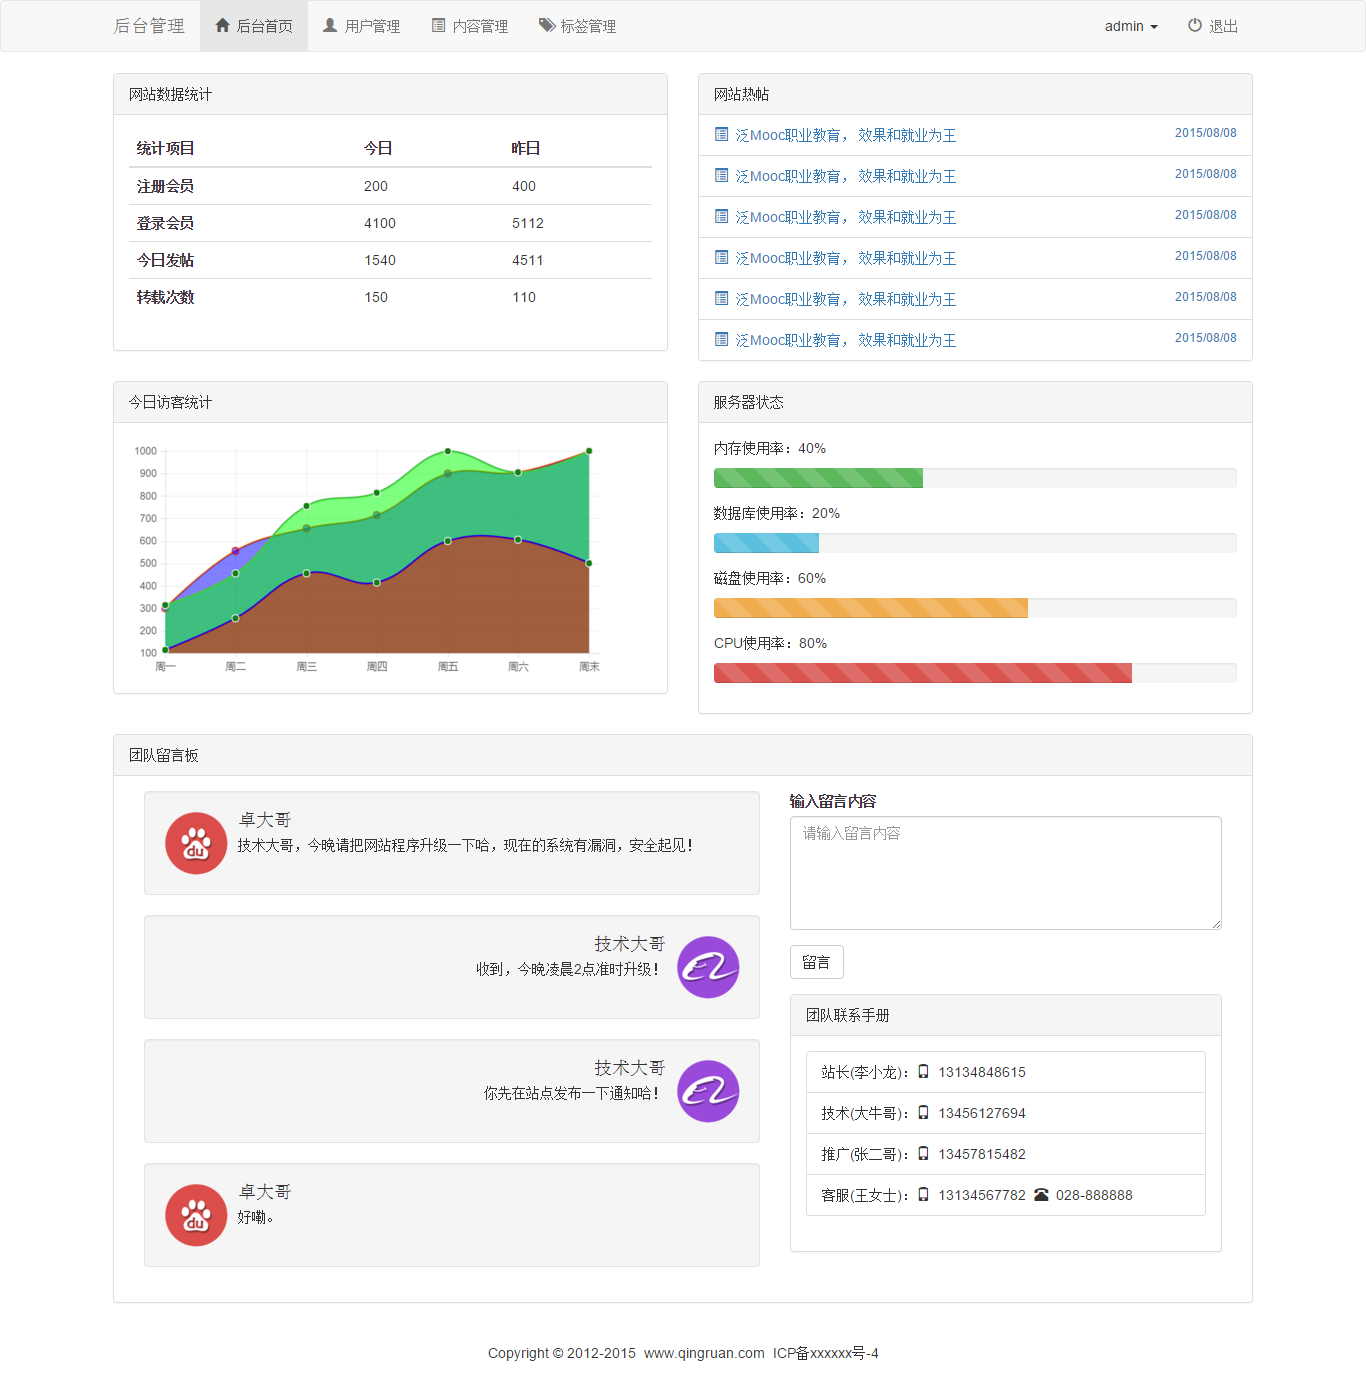 后台管理 后台首页 用户管理 内容管理 标签管理 admin 退出
网站数据统计
统计项目 今日 昨日
注册会员 200 400
登录会员 4100 5112
今日发帖 1540 4511
转载次数 150 110
网站热帖
泛Mooc职业教育， 效果和就业为王 2015/08/08
泛Mooc职业教育， 效果和就业为王 2015/08/08
泛Mooc职业教育， 效果和就业为王 2015/08/08
泛Mooc职业教育， 效果和就业为王 2015/08/08
泛Mooc职业教育， 效果和就业为王 2015/08/08
泛Mooc职业教育， 效果和就业为王 2015/08/08
今日访客统计
1000
900
800
700
600
500
400
300
200
100
周一 周二 周三 周四 周五 周六 周末
服务器状态
内存使用率：40%
数据库使用率：20%
磁盘使用率：60%
CPU使用率：80%
团队留言板
卓大哥
du
技术大哥，今晚请把网站程序升级一下哈，现在的系统有漏洞，安全起见！
技术大哥
收到，今晚凌晨2点准时升级！
技术大哥
你先在站点发布一下通知哈！
卓大哥
du
好嘞。
输入留言内容
请输入留言内容
留言
团队联系手册
站长(李小龙)： 13134848615
技术(大牛哥)： 13456127694
推广(张二哥)： 13457815482
客服(王女士)： 13134567782 028-888888
Copyright © 2012-2015 www.qingruan.com ICP备xxxxxx号-4